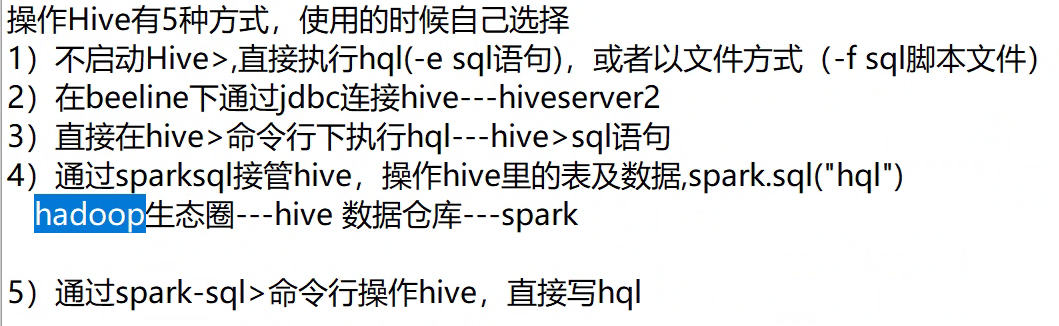 操作Hive有5种方式，使用的时候自己选择
1）不启动Hive>,直接执行hql(-e sql语句)，或者以文件方式（-f sql脚本文件）
2）在beeline下通过jdbc连接hive---hiveserver2
3）直接在hive>命令行下执行hql---hive>sql语句
4）通过sparksql接管hive，操作hive里的表及数据,spark.sql("hql")
hadoop生态圈---hive 数据仓库---spark
5）通过spark-sql>命令行操作hive，直接写hql